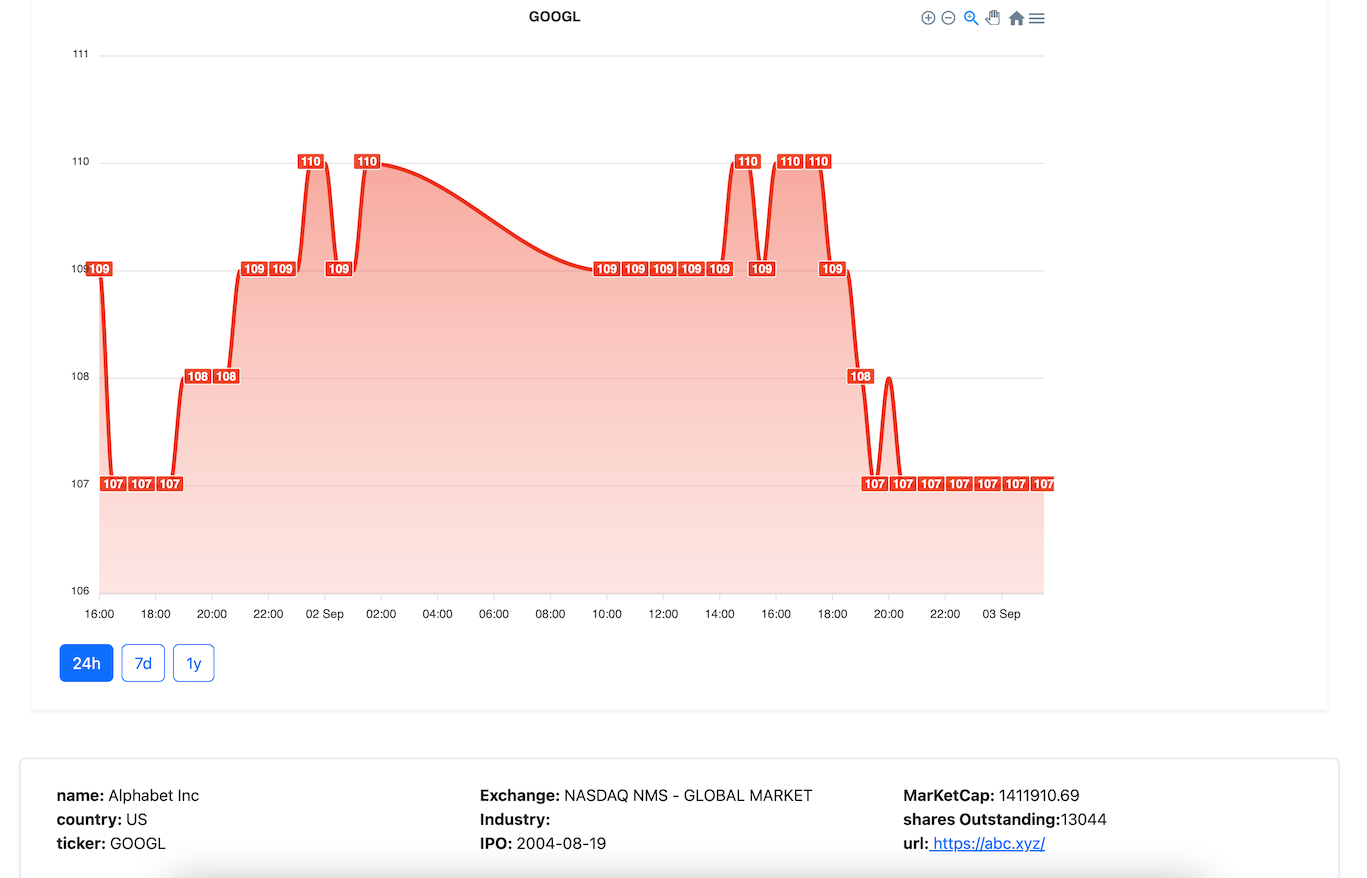 GOOGL
111
110
110 110 110 110 110
109
109 109 109 109 109 109 109 109 109 109 109
108
108 108 108
107
107 107 107 107 107 107 107 107 107 107
106
16:00 18:00 20:00 22:00 02 Sep 02:00 04:00 06:00 08:00 10:00 12:00 14:00 16:00 18:00 20:00 22:00 03 Sep
24h 7d 1y
name: Alphabet Inc
country: US
ticker: GOOGL
Exchange: NASDAQ NMS - GLOBAL MARKET
Industry:
IPO: 2004-08-19
MarKetCap: 1411910.69
shares Outstanding:13044
url: https://abc.xyz/